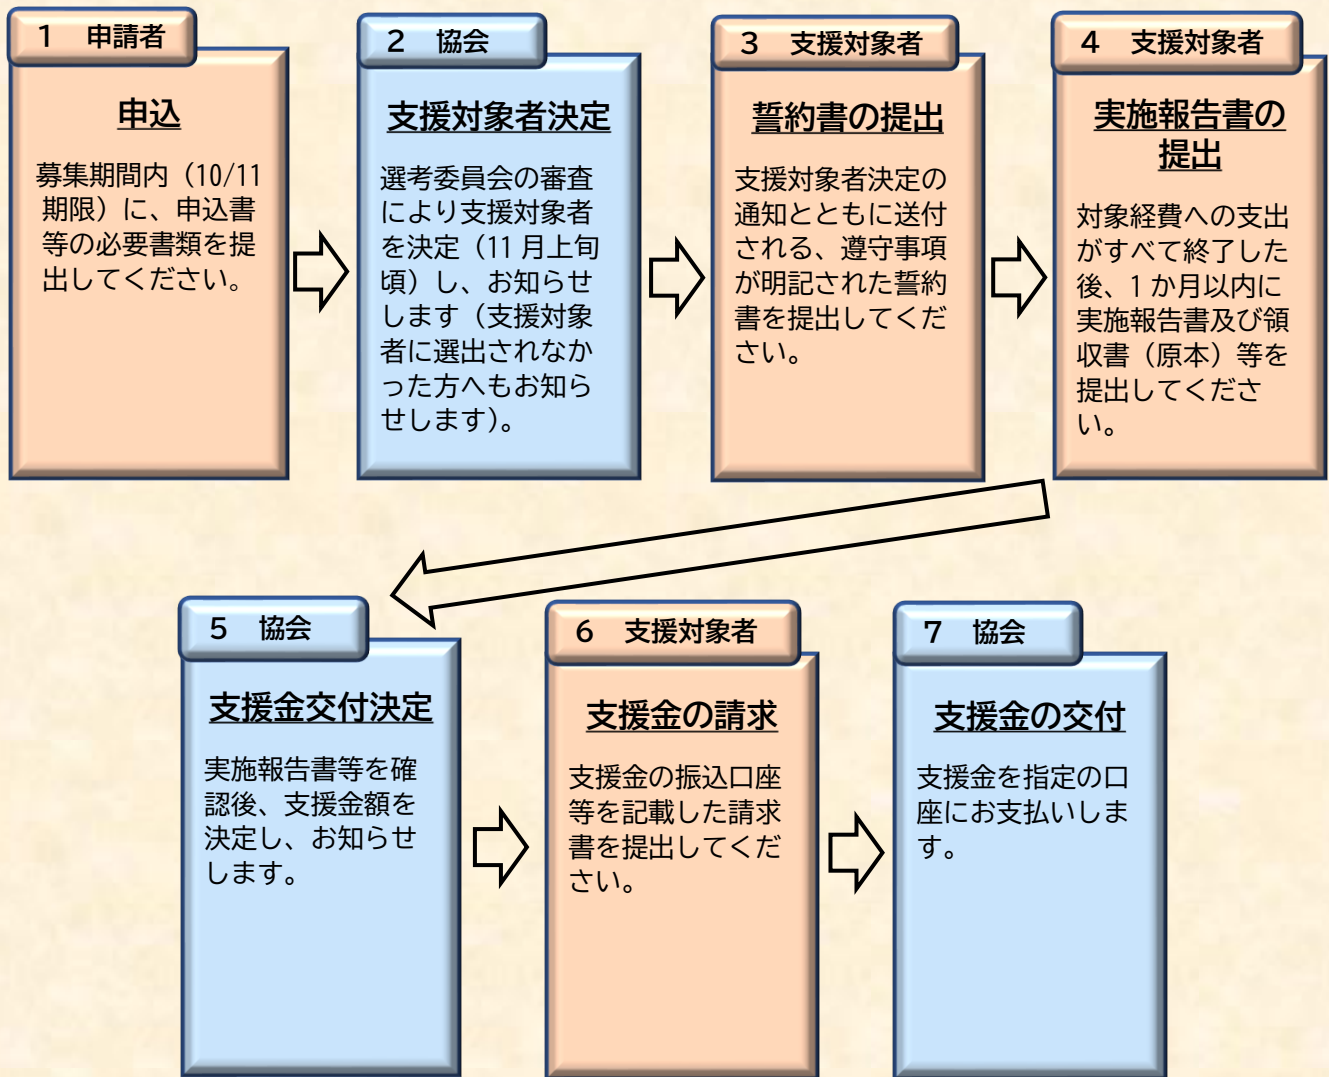 1 申請者
申込
募集期間内（10/11
期限）に、申込書
等の必要書類を提
出してください。
2 協会
支援対象者決定
選考委員会の審査
により支援対象者
を決定（11 月上旬
頃）し、お知らせ
します（支援対象
者に選出されなか
った方へもお知ら
せします）。
3 支援対象者
誓約書の提出
支援対象者決定の
通知とともに送付
される、遵守事項
が明記された誓約
書を提出してくだ
さい。
4 支援対象者
実施報告書の
提出
対象経費への支出
がすべて終了した
後、1 か月以内に
実施報告書及び領
収書（原本）等を
提出してくださ
い。
5 協会
支援金交付決定
実施報告書等を確
認後、支援金額を
決定し、お知らせ
します。
6 支援対象者
支援金の請求
支援金の振込口座
等を記載した請求
書を提出してくだ
さい。
7 協会
支援金の交付
支援金を指定の口
座にお支払いしま
す。